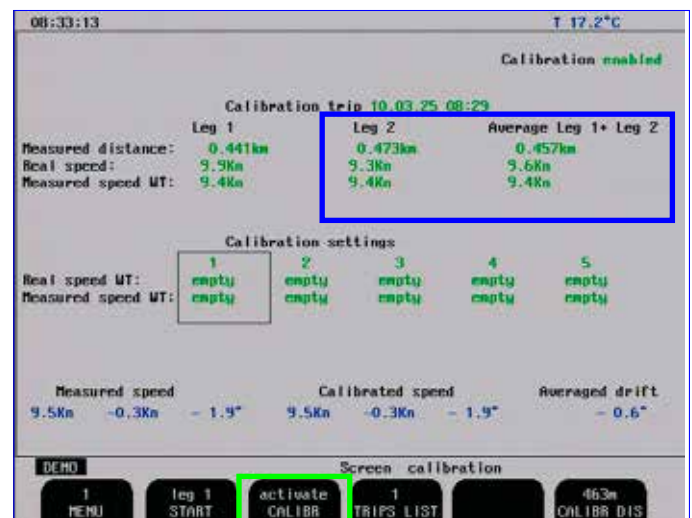 08:33:13 T 17.2°C
Calibration enabled
Calibration trip 10.03.25 08:29
Leg 1 Leg 2 Average Leg 1+ Leg 2
Measured distance: 0.441km 0.473km 0.457km
Real speed: 9.9Kn 9.3Kn 9.6Kn
Measured speed WT: 9.4Kn 9.4Kn 9.4Kn
Calibration settings
1 2 3 4 5
Real speed WT: empty empty empty empty empty
Measured speed WT: empty empty empty empty empty
Measured speed Calibrated speed Averaged drift
9.5Kn -0.3Kn - 1.9° 9.5Kn -0.3Kn - 1.9° - 0.6°
DEMO Screen calibration
1 leg 1 activate 1 463m
MENU START CALIBR TRIPS LIST CALIBR DIS